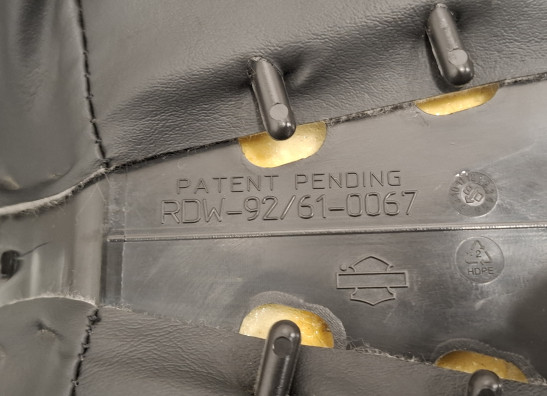 PATENT PENDING
RDW-92/61-0067
2
HDPE